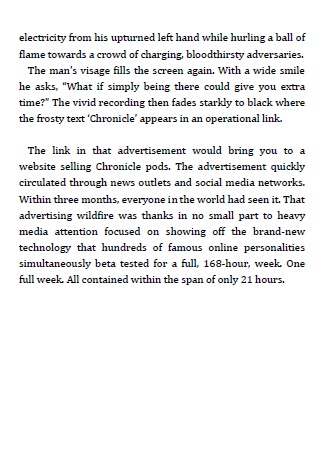 electricity from his upturned left hand while hurling a ball of
flame towards a crowd of charging, bloodthirsty adversaries.
The man's visage fills the screen again. With a wide smile
he asks, “What if simply being there could give you extra
time?” The vivid recording then fades starkly to black where
the frosty text ‘Chronicle’ appears in an operational link.
The link in that advertisement would bring you to a
website selling Chronicle pods. The advertisement quickly
circulated through news outlets and social media networks.
Within three months, everyone in the world had seen it. That
advertising wildfire was thanks in no small part to heavy
media attention focused on showing off the brand-new
technology that hundreds of famous online personalities
simultaneously beta tested for a full, 168-hour, week. One
full week. All contained within the span of only 21 hours.